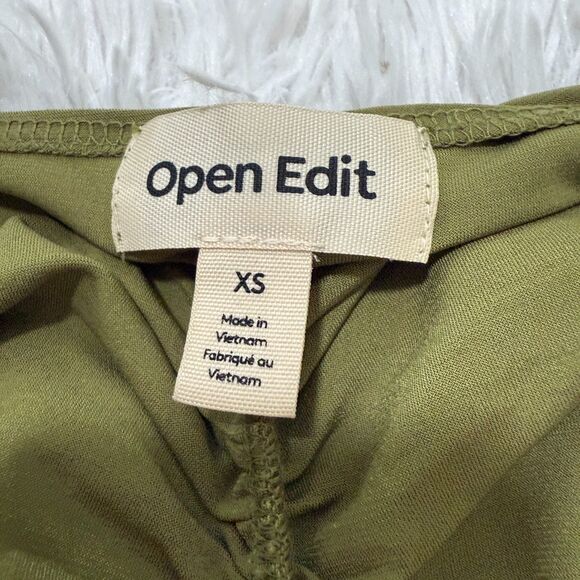 Open Edit
XS
Made in
Vietnam
Fabriqué au
Vietnam